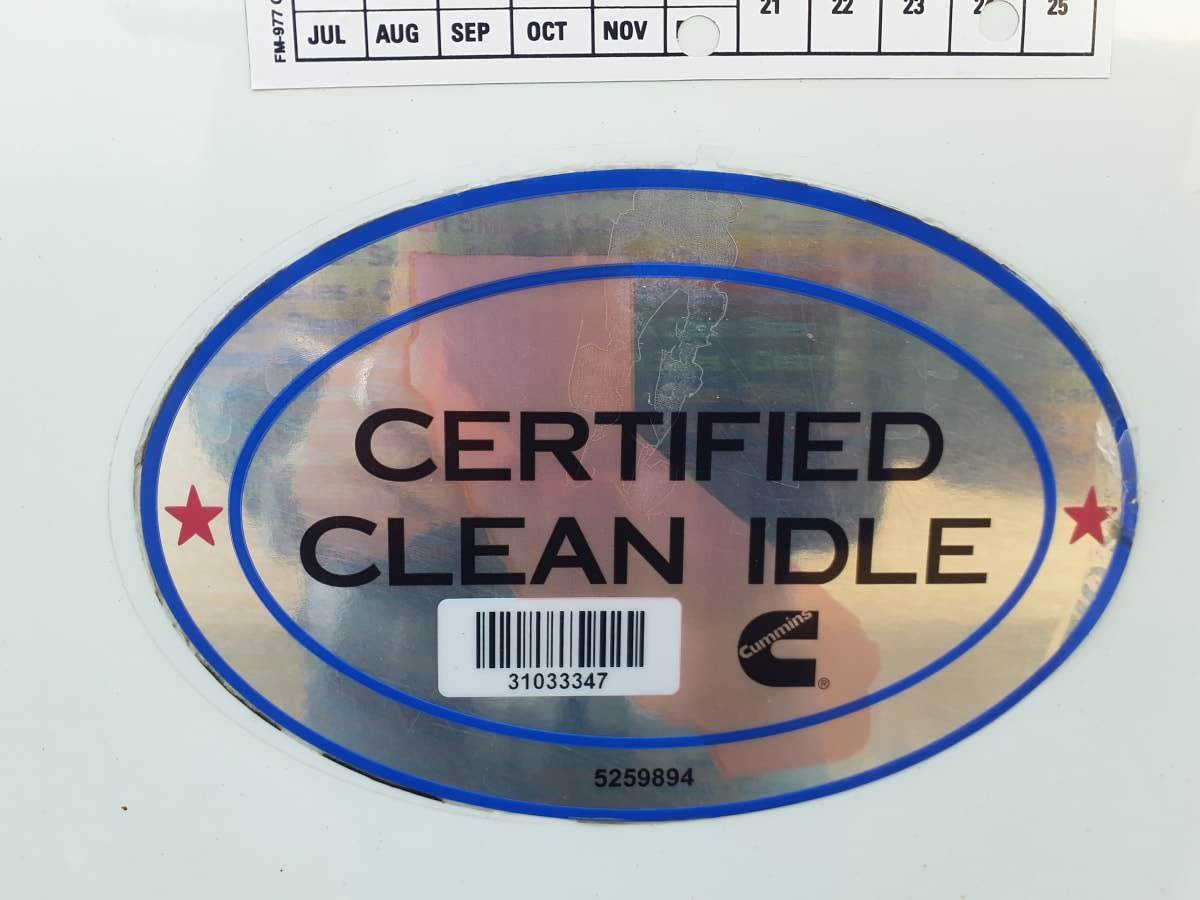 FM-977
21 22 23 25
JUL AUG SEP OCT NOV
CERTIFIED
CLEAN IDLE
Cummins
®
31033347
5259894